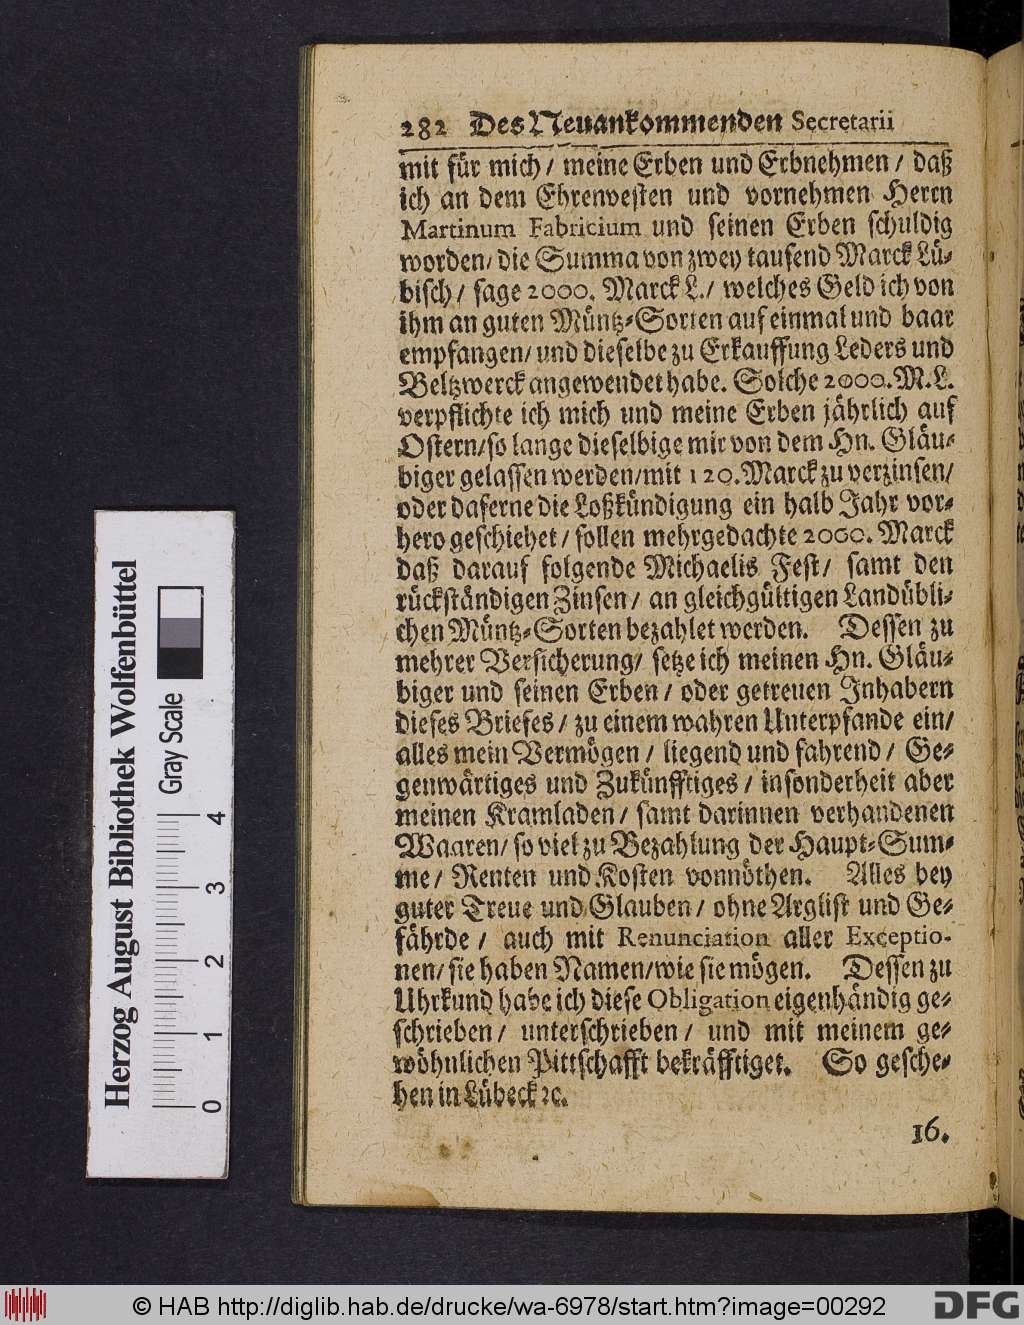 282 Des Neuankommenden Secretarii
mit für mich / meine Erben und Erbnehmen / daß
ich an dem Ehrenvesten und vornehmen Herrn
Martinum Fabricium und seinen Erben schuldig
worden/ die Summa von zwey tausend Marck Lü-
bisch / sage 2000. Marck L./ welches Geld ich von
ihm an guten Müntz-Sorten auf einmal und baar
empfangen/ und dieselbe zu Erkauffung Leders und
Beltzwerck angewendet habe. Solche 2000. M. L.
verpflichte ich mich und meine Erben jährlich auf
Ostern/ so lange dieselbige mir von dem Hn. Gläu-
biger gelassen werden/ mit 120. Marck zu verzinsen/
oder daferne die Loßkündigung ein halb Jahr vor-
hero geschiehet / sollen mehrgedachte 2000. Marck
daß darauf folgende Michaelis Fest/ samt den
rückständigen Zinsen / an gleichgültigen Landübli-
chen Müntz-Sorten bezahlet werden. Dessen zu
mehrer Versicherung/ setze ich meinen Hn. Gläu-
biger und seinen Erben / oder getreuen Inhabern
dieses Briefes / zu einem wahren Unterpfande ein/
alles mein Vermögen / liegend und fahrend / Ge-
genwärtiges und Zukünfftiges / insonderheit aber
meinen Kramladen / samt darinnen verhandenen
Waaren/ so viel zu Bezahlung der Haupt-Sum-
me / Renten und Kosten vonnöthen. Alles bey
guter Treue und Glauben / ohne Arglist und Ge-
fährde / auch mit Renunciation aller Exceptio-
nen/ sie haben Namen/ wie sie mögen. Dessen zu
Uhrkund habe ich diese Obligation eigenhändig ge-
schrieben / unterschrieben / und mit meinem ge-
wöhnlichen Pittschafft bekräfftiget. So gesche-
hen in Lübeck ꝛc.
16.
Herzog August Bibliothek Wolfenbüttel
Gray Scale
0 1 2 3 4
© HAB http://diglib.hab.de/drucke/wa-6978/start.htm?image=00292
DFG